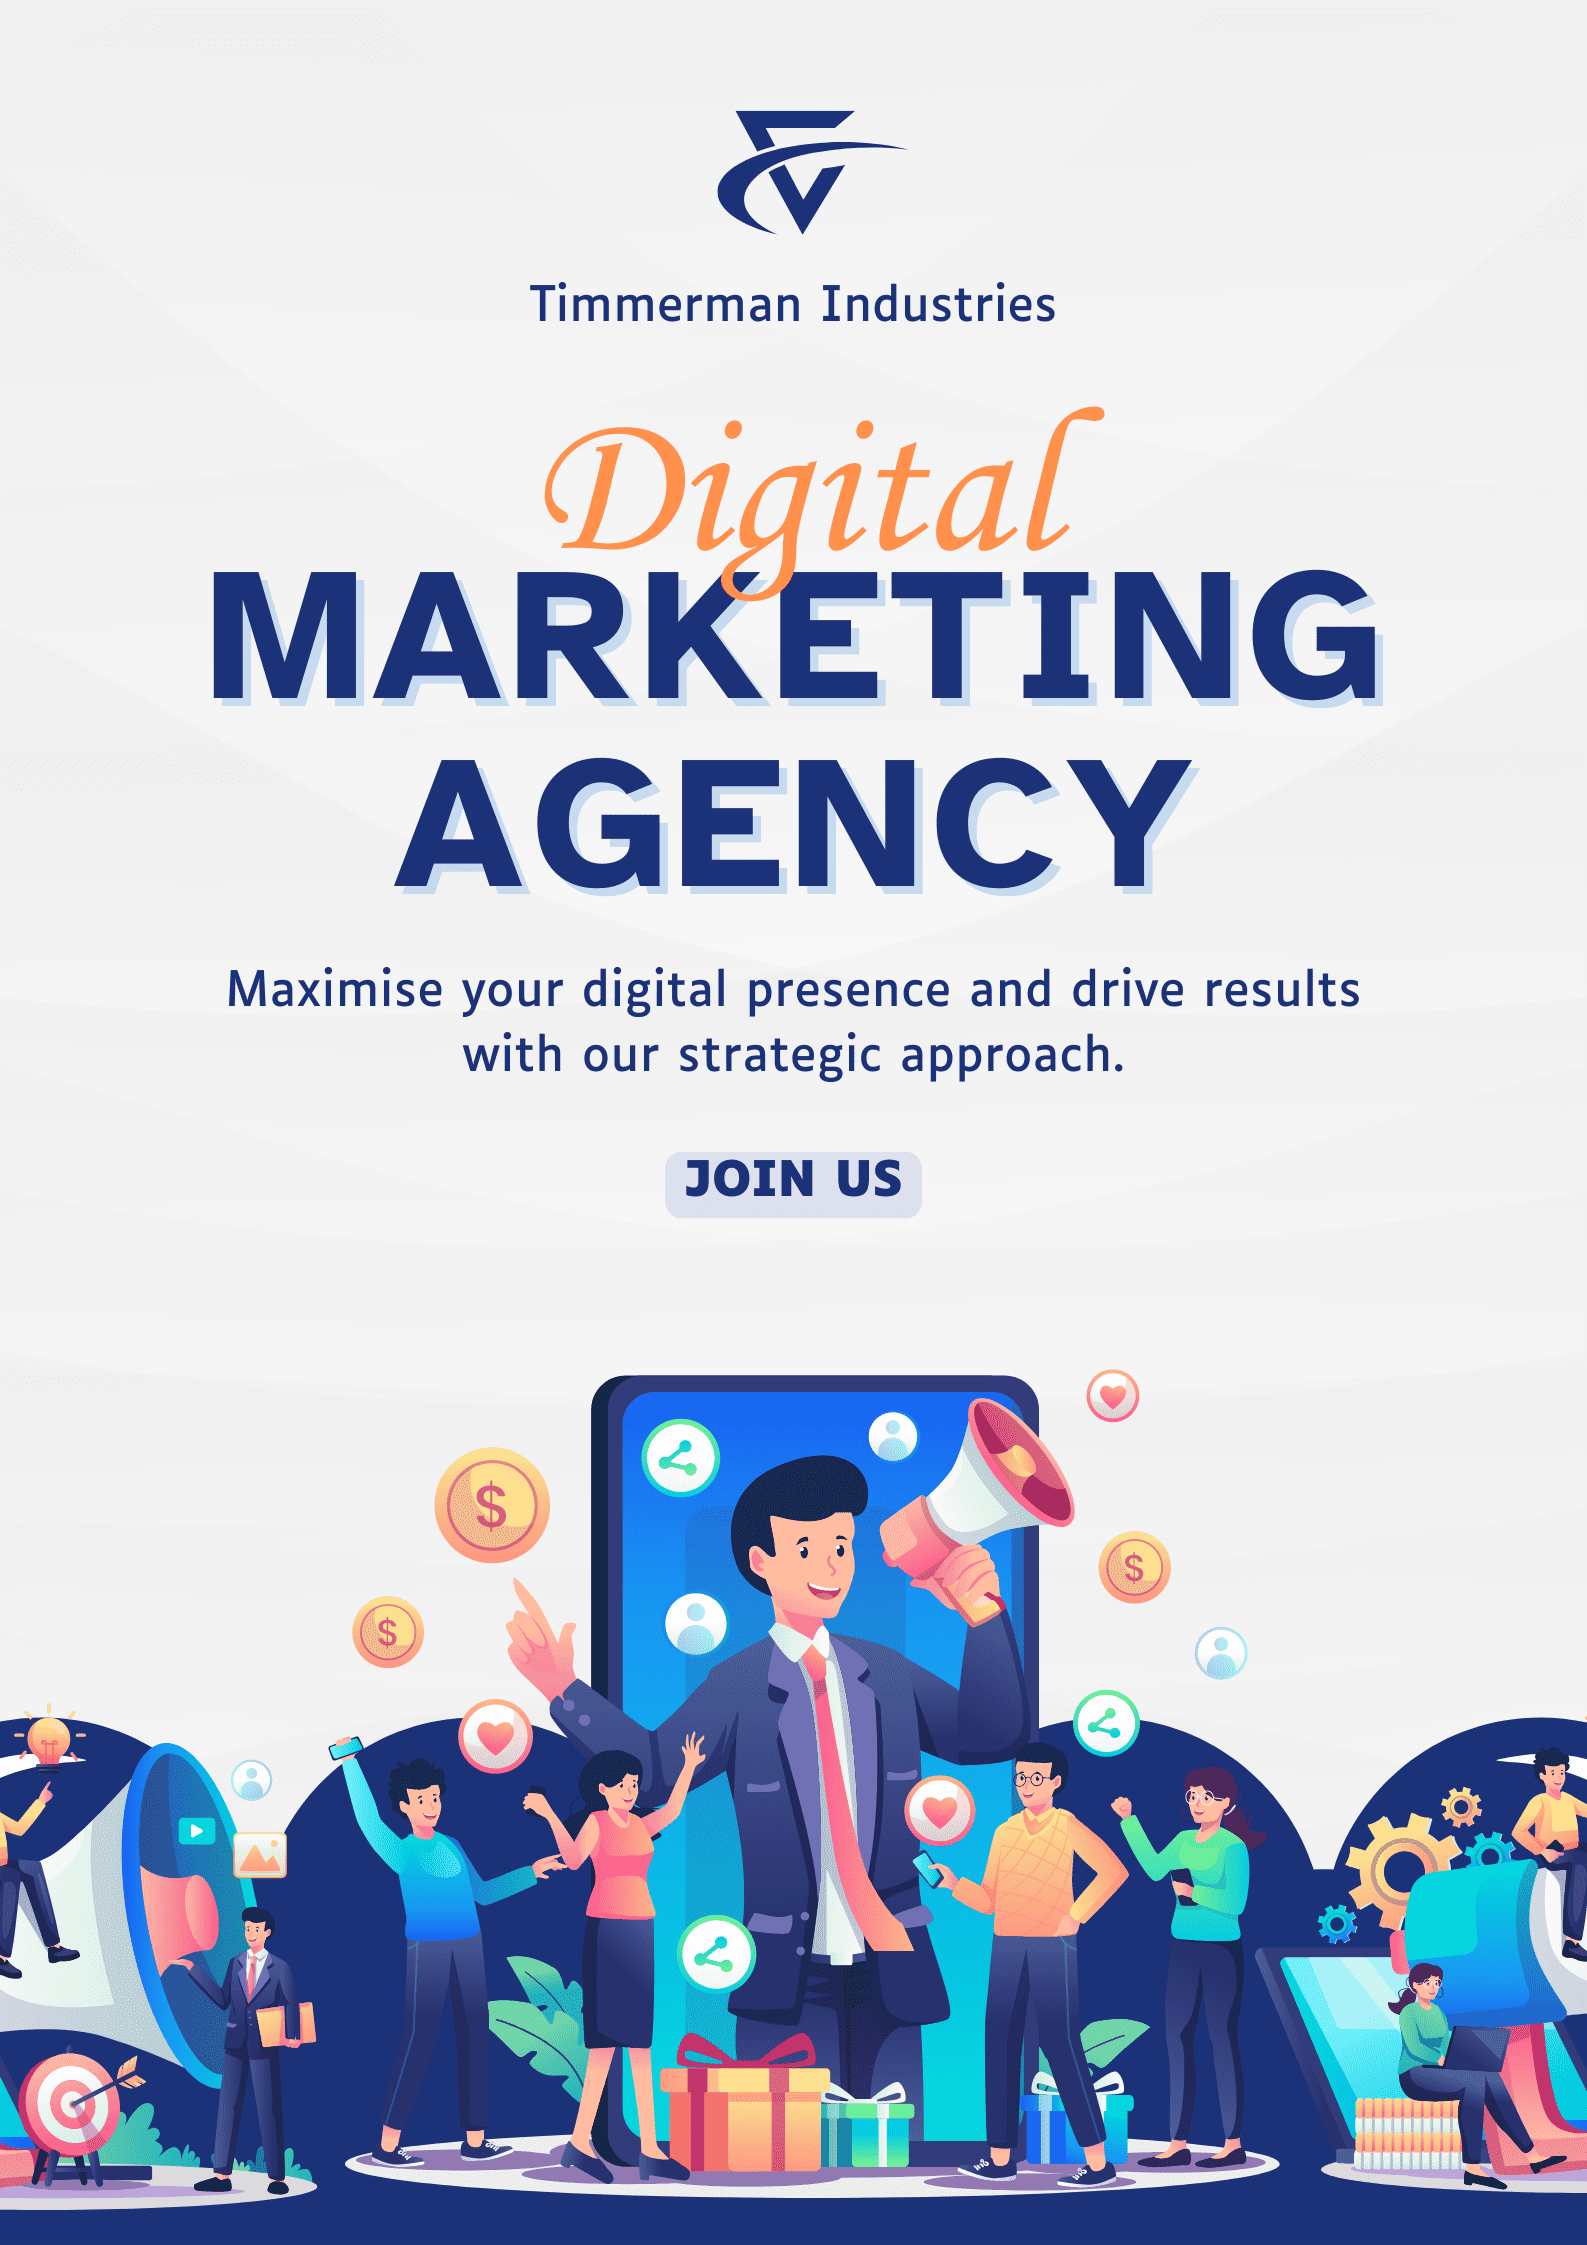 Timmerman Industries
Digital
MARKETING
AGENCY
Maximise your digital presence and drive results
with our strategic approach.
JOIN US
$
$
$